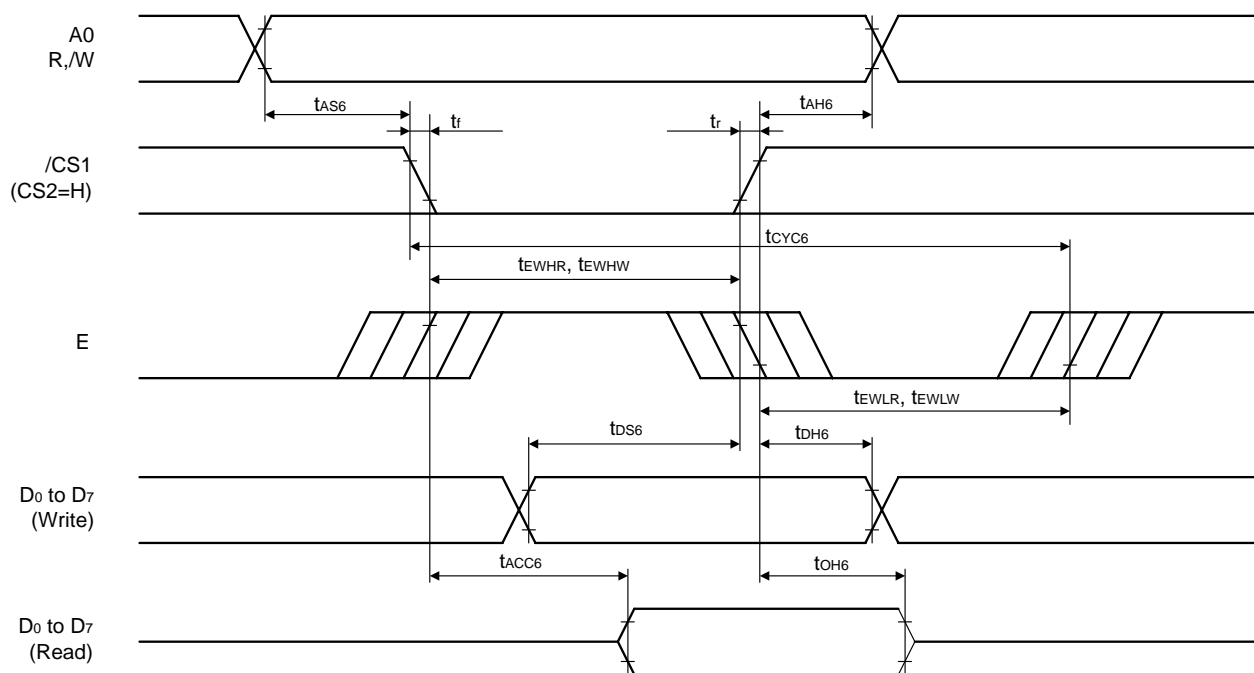 A0
R,/W
tAS6
tAH6
tf
tr
/CS1
(CS2=H)
tCYC6
tEWHR, tEWHW
E
tEWLR, tEWLW
tDS6
tDH6
D0 to D7
(Write)
tACC6
tOH6
D0 to D7
(Read)